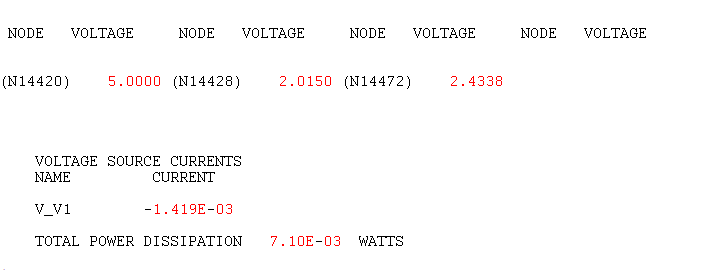 NODE VOLTAGE NODE VOLTAGE NODE VOLTAGE NODE VOLTAGE
(N14420) 5.0000 (N14428) 2.0150 (N14472) 2.4338
VOLTAGE SOURCE CURRENTS
NAME CURRENT
V_V1 -1.419E-03
TOTAL POWER DISSIPATION 7.10E-03 WATTS